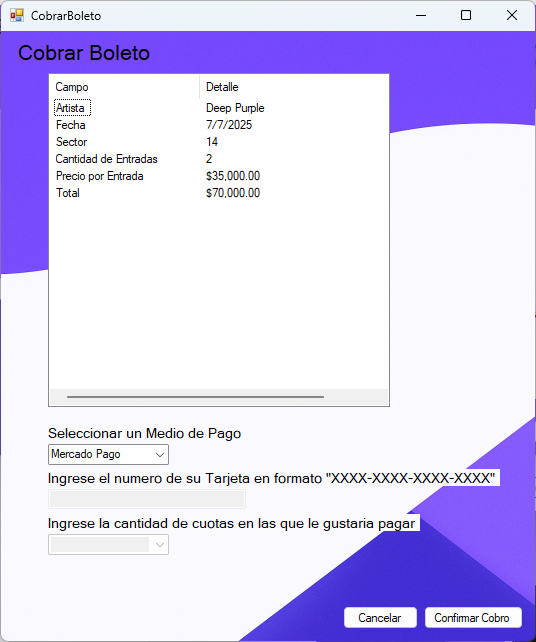 CobrarBoleto
Cobrar Boleto
Campo Detalle
Artista Deep Purple
Fecha 7/7/2025
Sector 14
Cantidad de Entradas 2
Precio por Entrada $35,000.00
Total $70,000.00
Seleccionar un Medio de Pago
Mercado Pago
Ingrese el numero de su Tarjeta en formato "XXXX-XXXX-XXXX-XXXX"
Ingrese la cantidad de cuotas en las que le gustaria pagar
Cancelar Confirmar Cobro